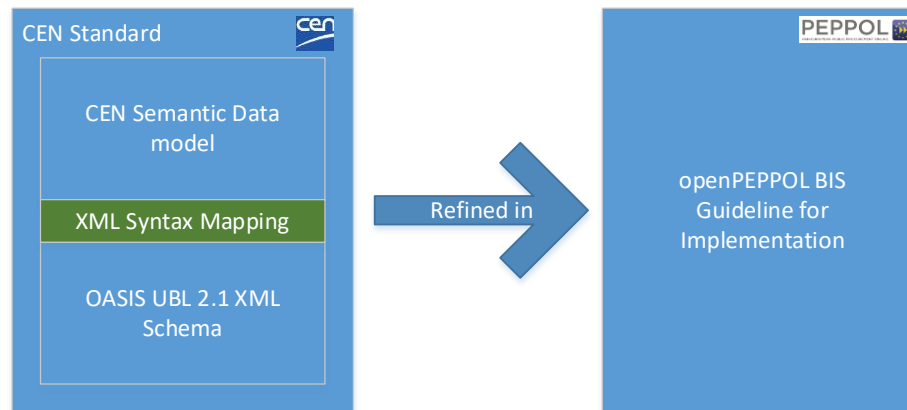 CEN Standard
cen
CEN Semantic Data
model
XML Syntax Mapping
OASIS UBL 2.1 XML
Schema
Refined in
PEPPOL
openPEPPOL BIS
Guideline for
Implementation